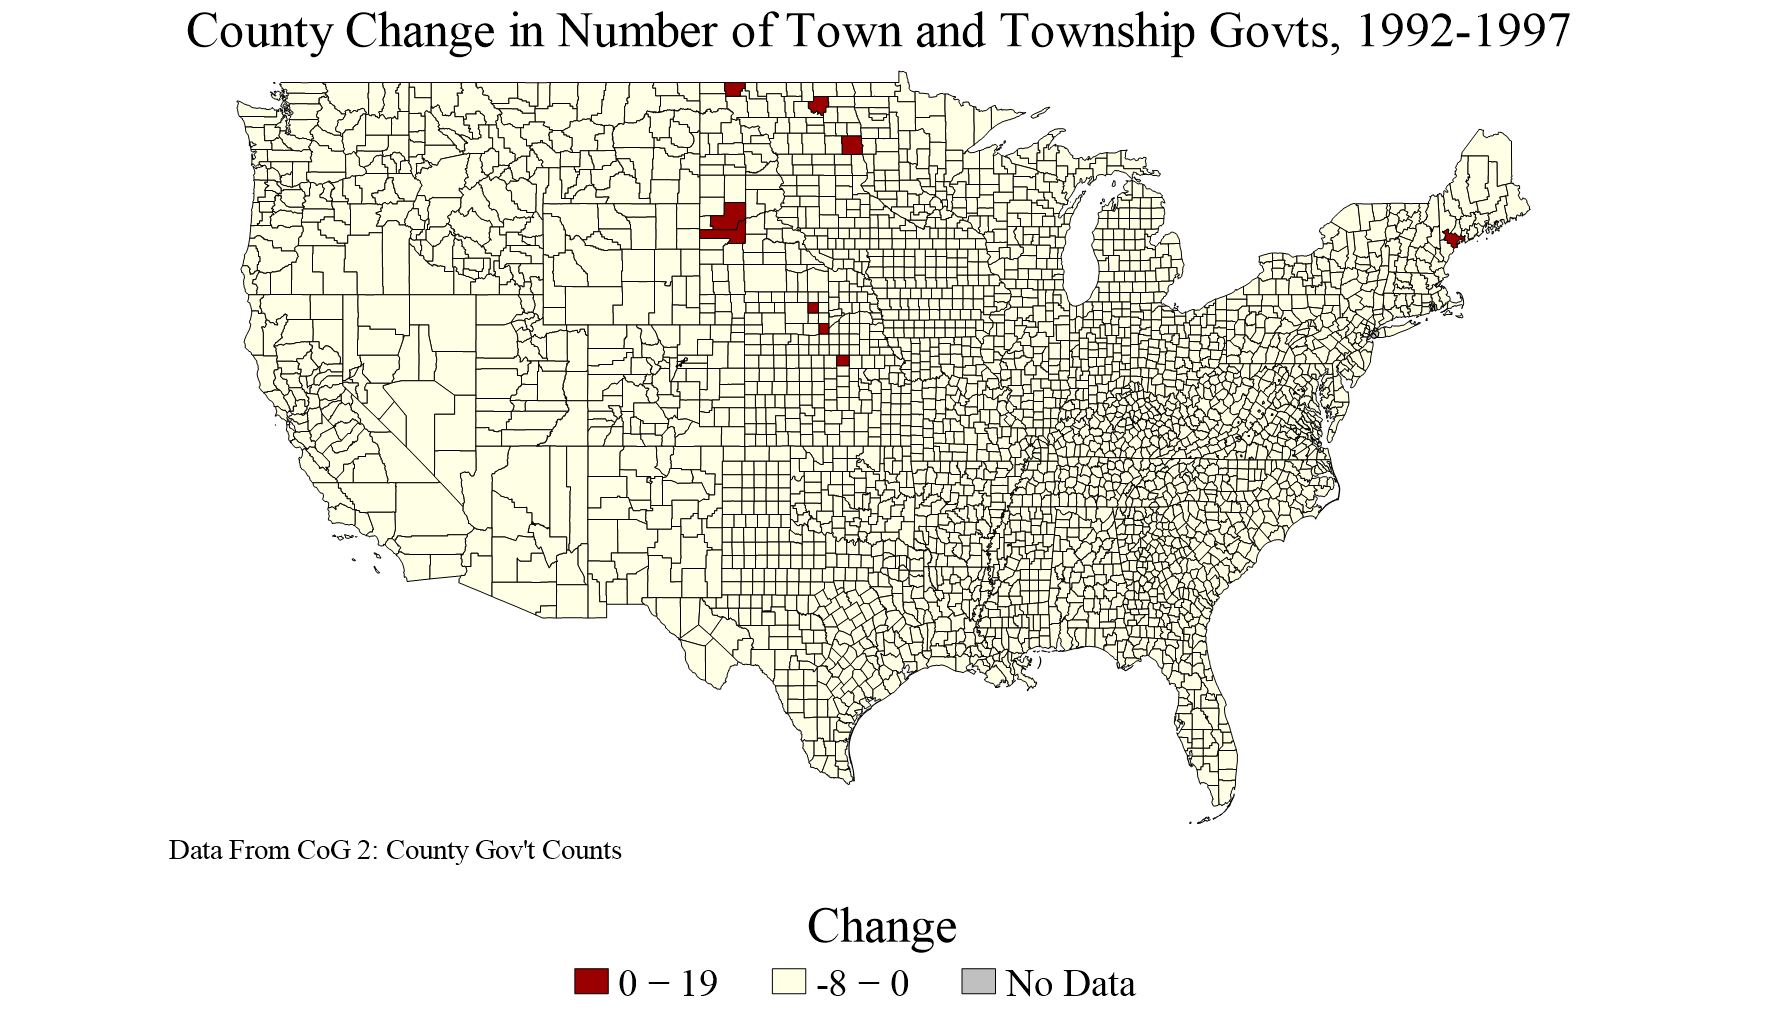 County Change in Number of Town and Township Govts, 1992-1997
Data From CoG 2: County Gov't Counts
Change
0 − 19 -8 − 0 No Data